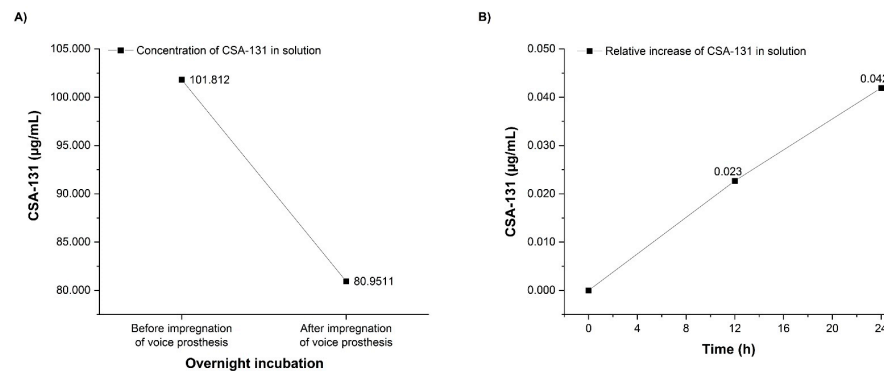 A)
105.000
Concentration of CSA-131 in solution
101.812
100.000
95.000
90.000
85.000
80.9511
80.000
CSA-131 (µg/mL)
Before impregnation
of voice prosthesis
After impregnation
of voice prosthesis
Overnight incubation
B)
0.050
Relative increase of CSA-131 in solution
0.042
0.040
0.030
0.023
0.020
0.010
0.000
CSA-131 (µg/mL)
0 4 8 12 16 20 24
Time (h)